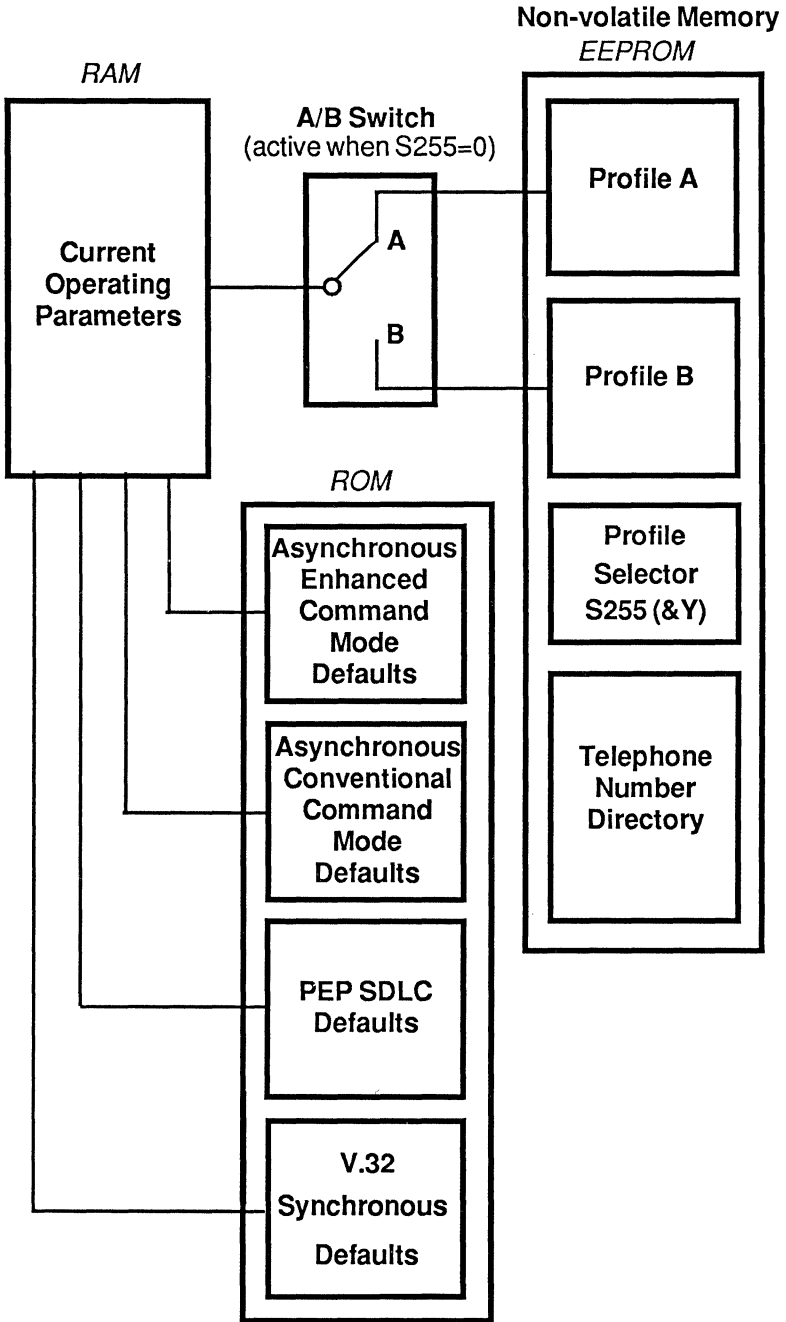 Non-volatile Memory
EEPROM
RAM
A/B Switch
(active when S255=0)
Profile A
Current
Operating
Parameters
A
B
Profile B
ROM
Asynchronous
Enhanced
Command
Mode
Defaults
Profile
Selector
S255 (&Y)
Asynchronous
Conventional
Command
Mode
Defaults
Telephone
Number
Directory
PEP SDLC
Defaults
V.32
Synchronous
Defaults